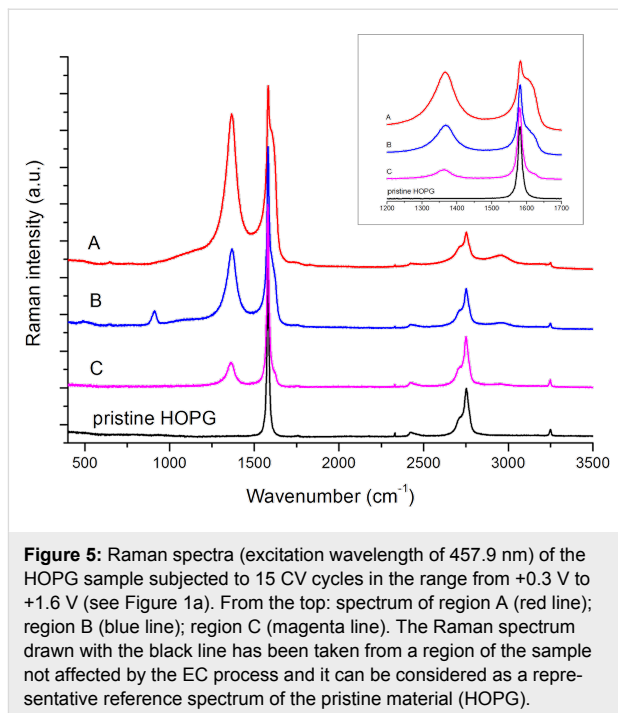 A
B
C
pristine HOPG
1200 1300 1400 1500 1600 1700
Raman intensity (a.u.)
A
B
C
pristine HOPG
500 1000 1500 2000 2500 3000 3500
Wavenumber (cm⁻¹)
Figure 5: Raman spectra (excitation wavelength of 457.9 nm) of the
HOPG sample subjected to 15 CV cycles in the range from +0.3 V to
+1.6 V (see Figure 1a). From the top: spectrum of region A (red line);
region B (blue line); region C (magenta line). The Raman spectrum
drawn with the black line has been taken from a region of the sample
not affected by the EC process and it can be considered as a repre-
sentative reference spectrum of the pristine material (HOPG).